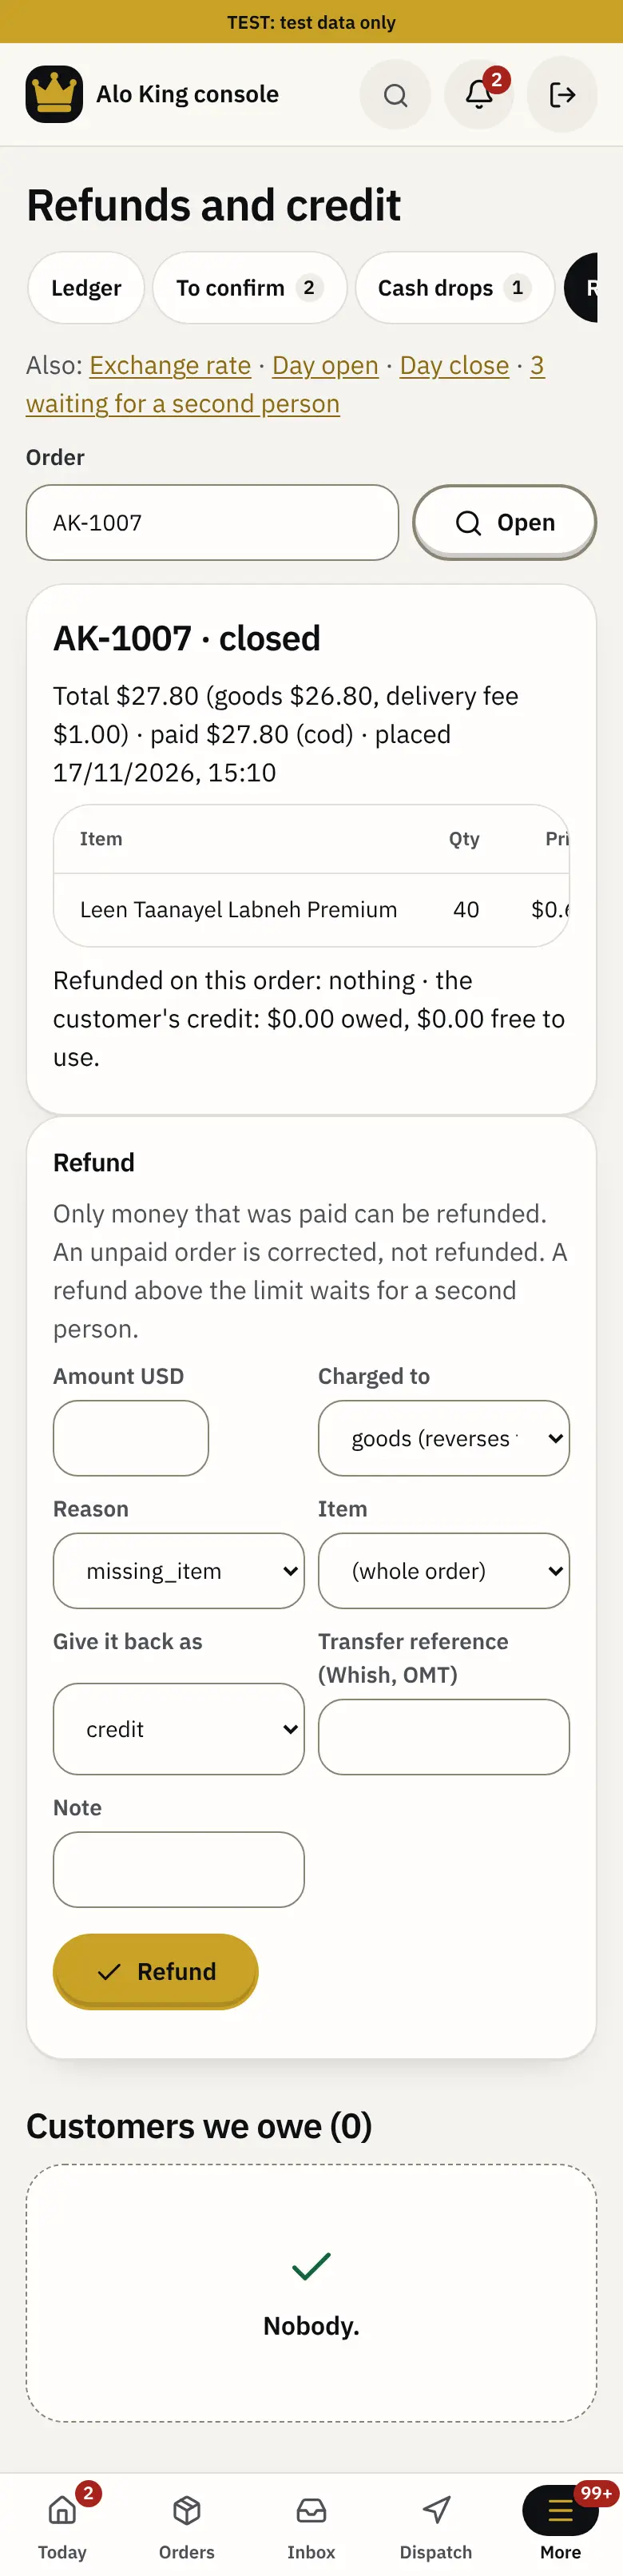 TEST: test data only
Alo King console
2
Refunds and credit
Ledger
To confirm 2
Cash drops 1
Also: Exchange rate · Day open · Day close · 3
waiting for a second person
Order
AK-1007
Open
AK-1007 · closed
Total $27.80 (goods $26.80, delivery fee
$1.00) · paid $27.80 (cod) · placed
17/11/2026, 15:10
Item Qty
Leen Taanayel Labneh Premium 40
Refunded on this order: nothing · the
customer's credit: $0.00 owed, $0.00 free to
use.
Refund
Only money that was paid can be refunded.
An unpaid order is corrected, not refunded. A
refund above the limit waits for a second
person.
Amount USD
Charged to
goods (reverses
Reason
Item
missing_item
(whole order)
Give it back as
Transfer reference
(Whish, OMT)
credit
Note
Refund
Customers we owe (0)
Nobody.
2
99+
Today
Orders
Inbox
Dispatch
More